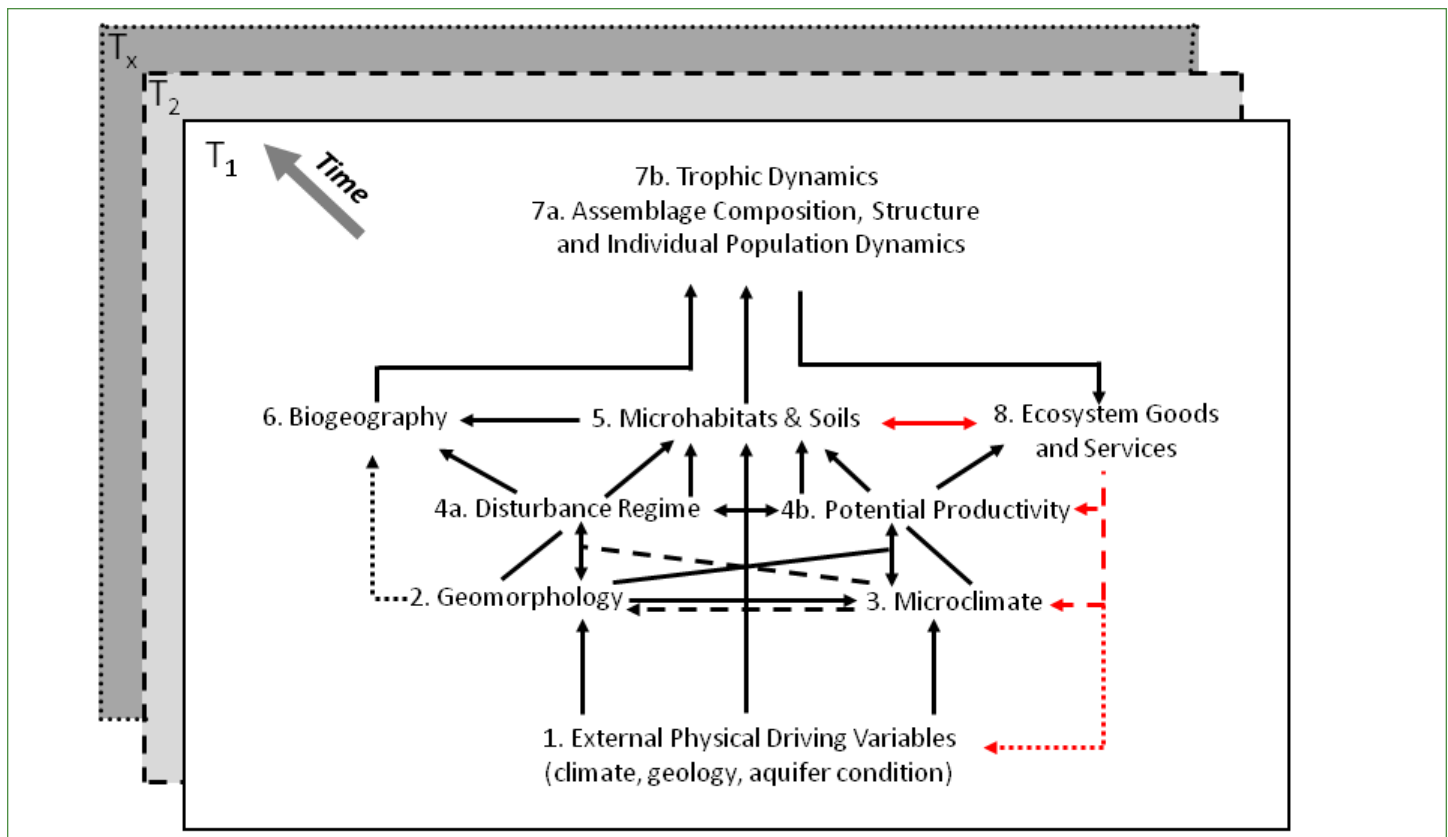 Tx
T2
T1
Time
7b. Trophic Dynamics
7a. Assemblage Composition, Structure
and Individual Population Dynamics
6. Biogeography
5. Microhabitats & Soils
8. Ecosystem Goods
and Services
4a. Disturbance Regime
4b. Potential Productivity
2. Geomorphology
3. Microclimate
1. External Physical Driving Variables
(climate, geology, aquifer condition)